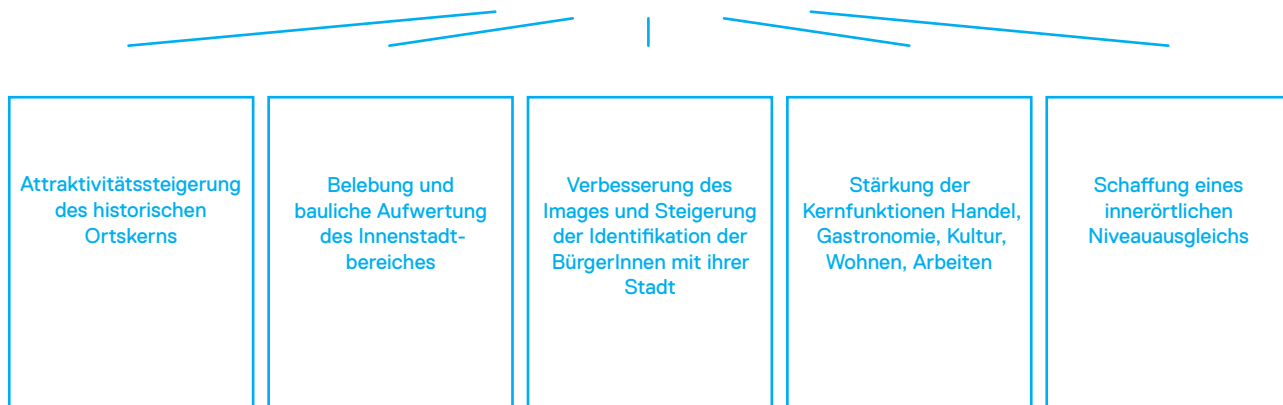 Attraktivitätssteigerung
des historischen
Ortskerns
Belebung und
bauliche Aufwertung
des Innenstadt-
bereiches
Verbesserung des
Images und Steigerung
der Identifikation der
BürgerInnen mit ihrer
Stadt
Stärkung der
Kernfunktionen Handel,
Gastronomie, Kultur,
Wohnen, Arbeiten
Schaffung eines
innerörtlichen
Niveauausgleichs